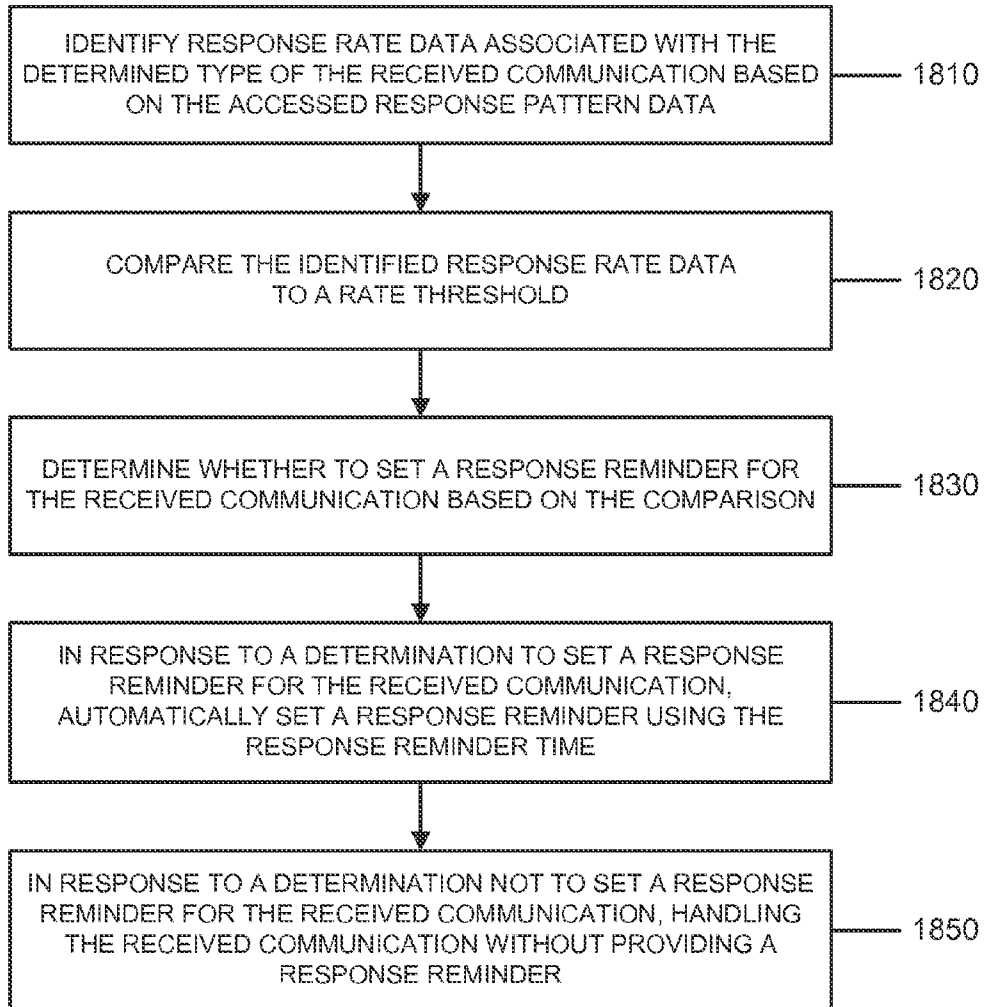 IDENTIFY RESPONSE RATE DATA ASSOCIATED WITH THE
DETERMINED TYPE OF THE RECEIVED COMMUNICATION BASED
ON THE ACCESSED RESPONSE PATTERN DATA
1810
COMPARE THE IDENTIFIED RESPONSE RATE DATA
TO A RATE THRESHOLD
1820
DETERMINE WHETHER TO SET A RESPONSE REMINDER FOR
THE RECEIVED COMMUNICATION BASED ON THE COMPARISON
1830
IN RESPONSE TO A DETERMINATION TO SET A RESPONSE
REMINDER FOR THE RECEIVED COMMUNICATION,
AUTOMATICALLY SET A RESPONSE REMINDER USING THE
RESPONSE REMINDER TIME
1840
IN RESPONSE TO A DETERMINATION NOT TO SET A RESPONSE
REMINDER FOR THE RECEIVED COMMUNICATION, HANDLING
THE RECEIVED COMMUNICATION WITHOUT PROVIDING A
RESPONSE REMINDER
1850